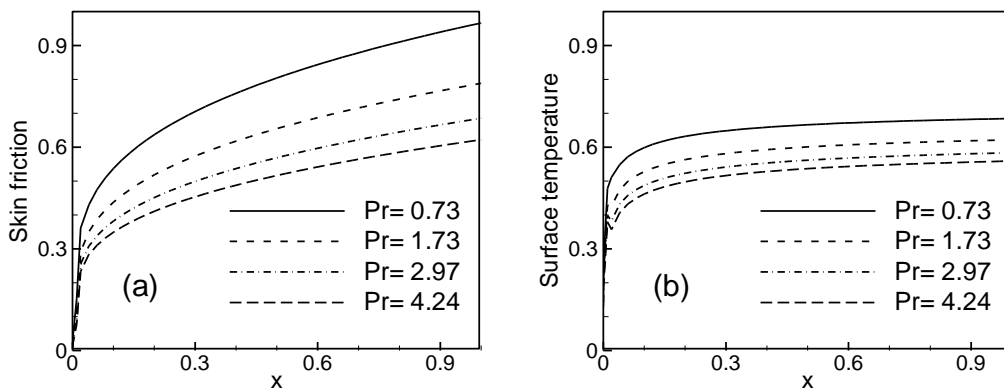 0.9
0.6
0.3
0
Skin friction
Pr= 0.73
Pr= 1.73
Pr= 2.97
Pr= 4.24
(a)
0
0.3
0.6
0.9
x
0.9
0.6
0.3
0
Surface temperature
Pr= 0.73
Pr= 1.73
Pr= 2.97
Pr= 4.24
(b)
0
0.3
0.6
0.9
x